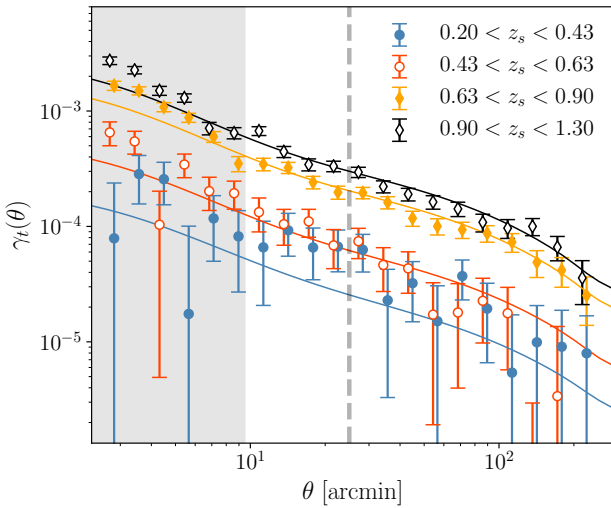 0.20 < z_s < 0.43
0.43 < z_s < 0.63
0.63 < z_s < 0.90
0.90 < z_s < 1.30
γ_t(θ)
10^{-3}
10^{-4}
10^{-5}
10^1
10^2
θ [arcmin]